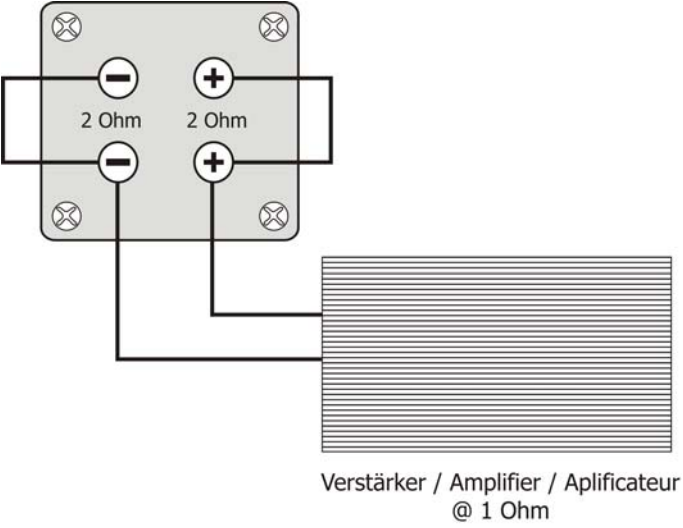 − +
2 Ohm 2 Ohm
− +
Verstärker / Amplifier / Aplificateur
@ 1 Ohm